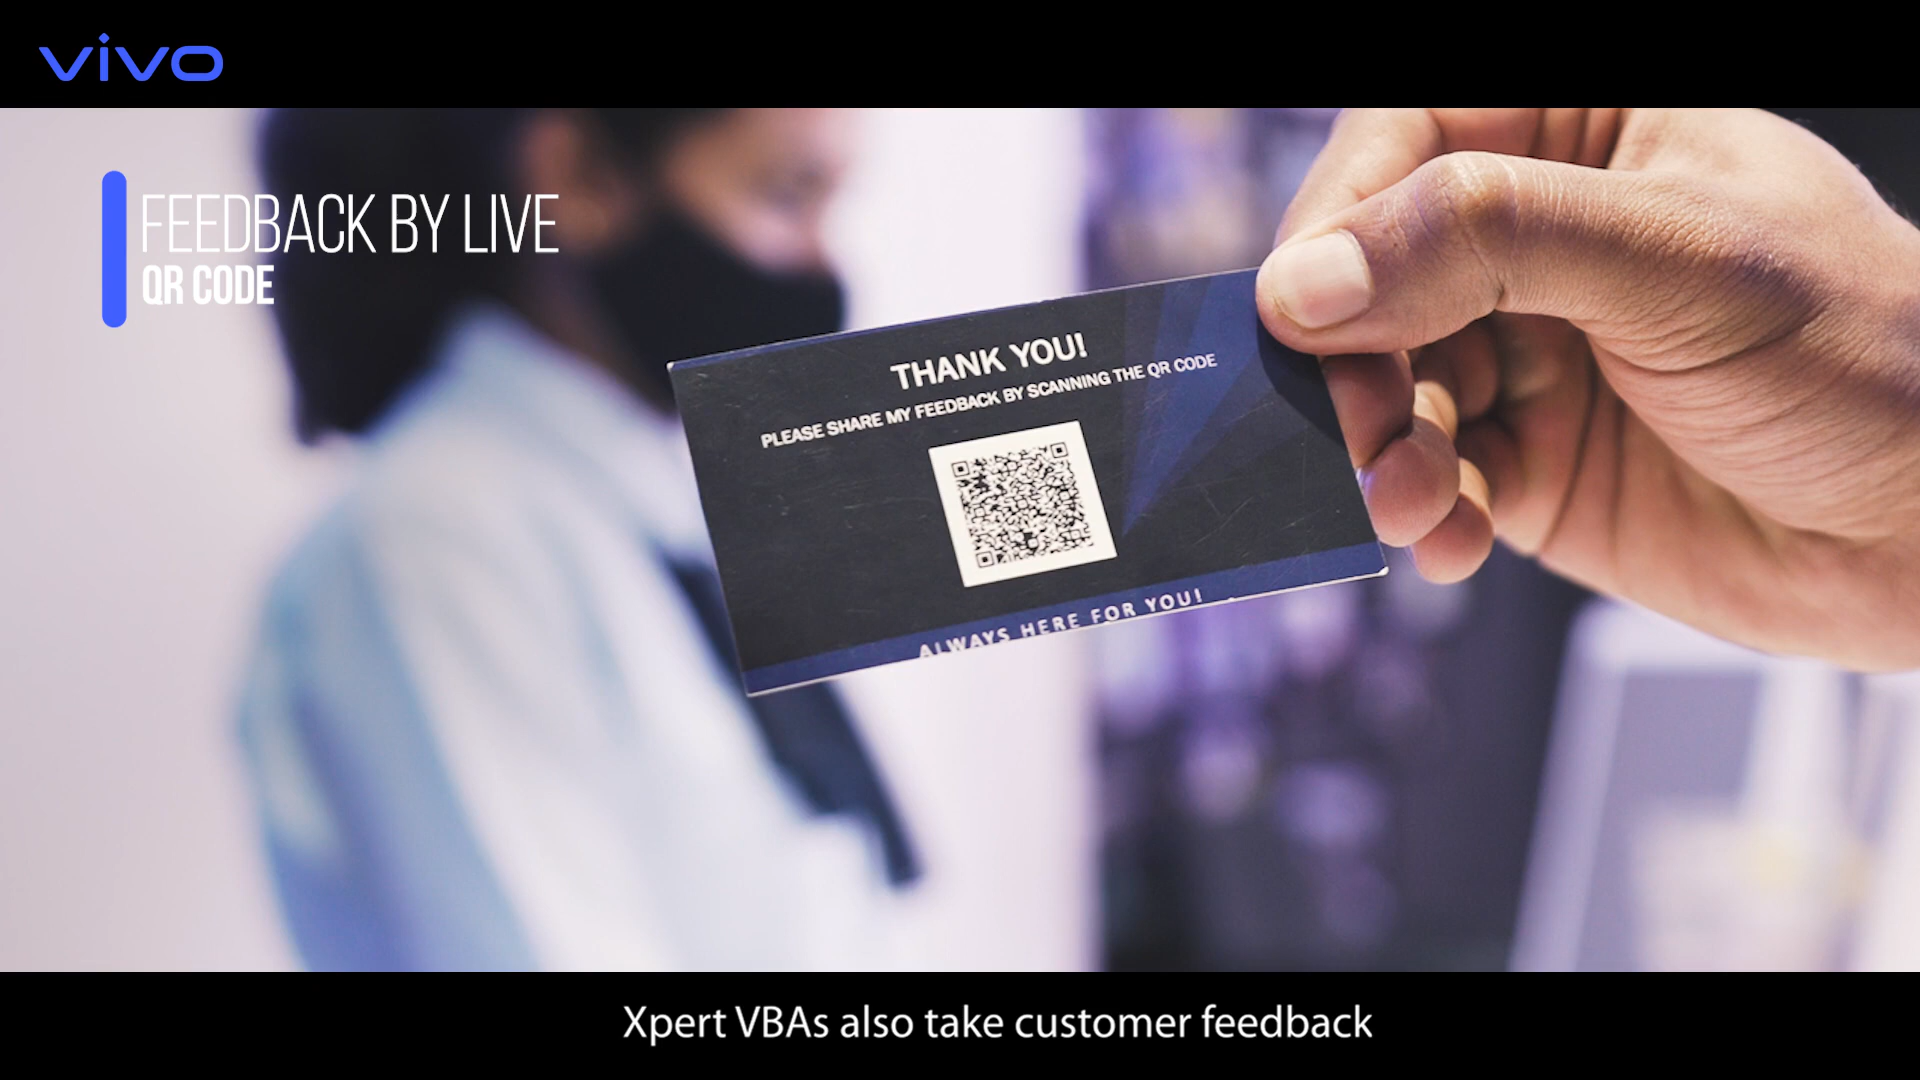 vivo
FEEDBACK BY LIVE
QR CODE
THANK YOU!
PLEASE SHARE MY FEEDBACK BY SCANNING THE QR CODE
ALWAYS HERE FOR YOU!
Xpert VBAs also take customer feedback